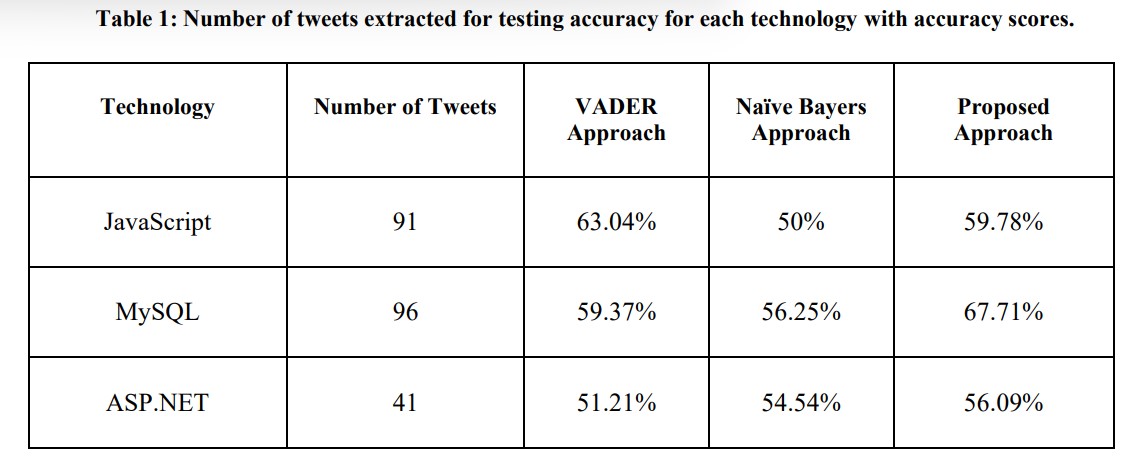 Table 1: Number of tweets extracted for testing accuracy for each technology with accuracy scores.
Technology Number of Tweets VADER Approach Naïve Bayers Approach Proposed Approach
JavaScript 91 63.04% 50% 59.78%
MySQL 96 59.37% 56.25% 67.71%
ASP.NET 41 51.21% 54.54% 56.09%